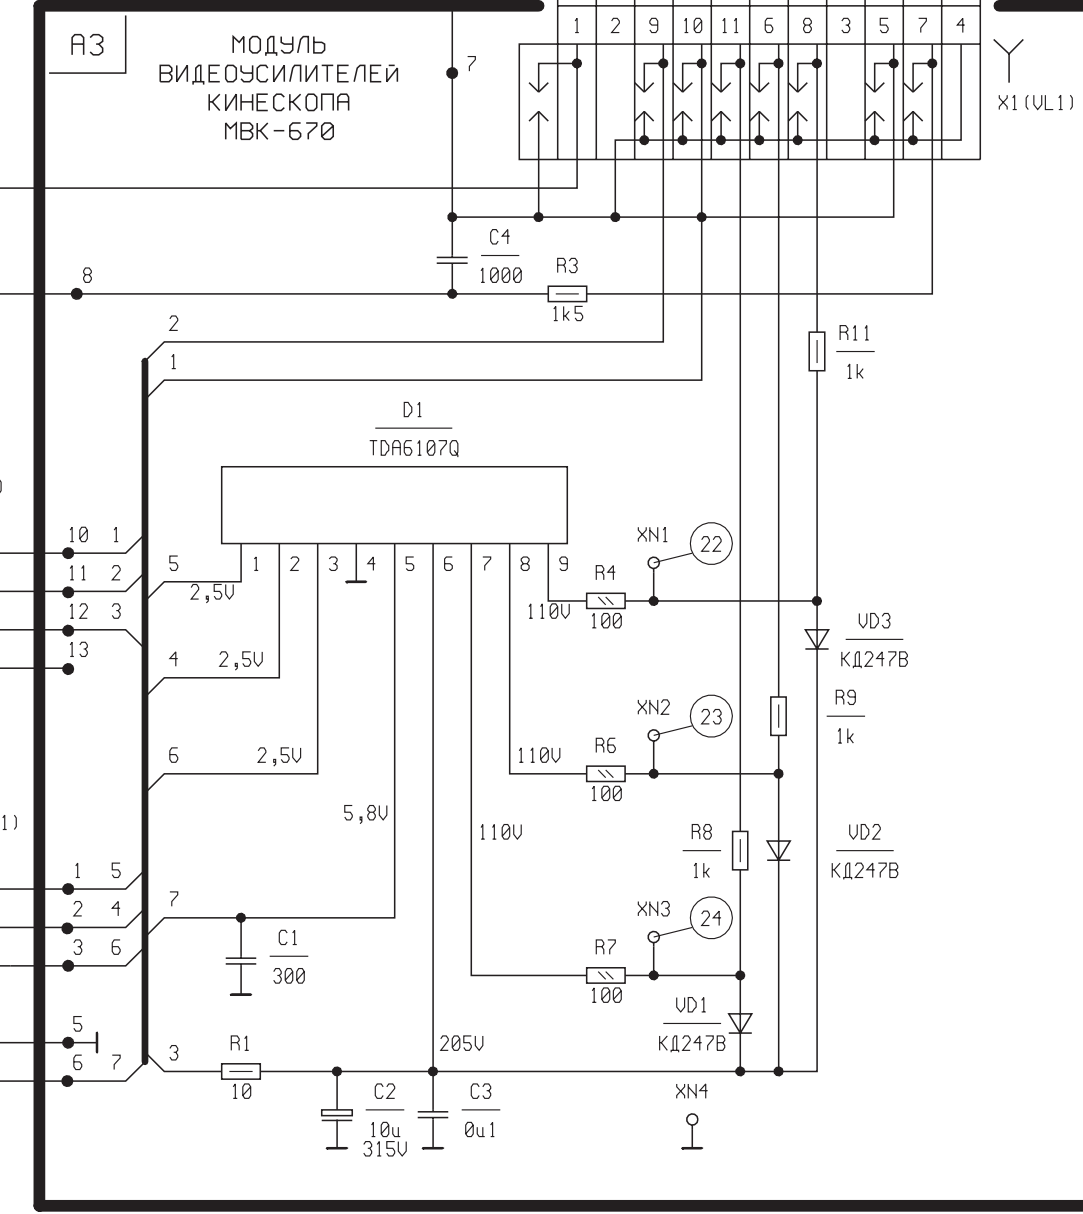 А3
МОДУЛЬ
ВИДЕОУСИЛИТЕЛЕЙ
КИНЕСКОПА
МВК-670
7
1 2 9 10 11 6 8 3 5 7 4
X1(VL1)
C4
1000
8
R3
1k5
2
1
R11
1k
D1
TDA6107Q
1 2 3 4 5 6 7 8 9
10 1
11 2
12 3
13
5
2,5V
4
2,5V
6
2,5V
5,8V
110V
R4
100
XN1
22
VD3
КД247В
R9
1k
110V
R6
100
XN2
23
110V
R8
1k
VD2
КД247В
1)
1 5
2 4
3 6
7
C1
300
R7
100
XN3
24
VD1
КД247В
5
6 7
3
R1
10
205V
C2
10u
315V
C3
0u1
XN4